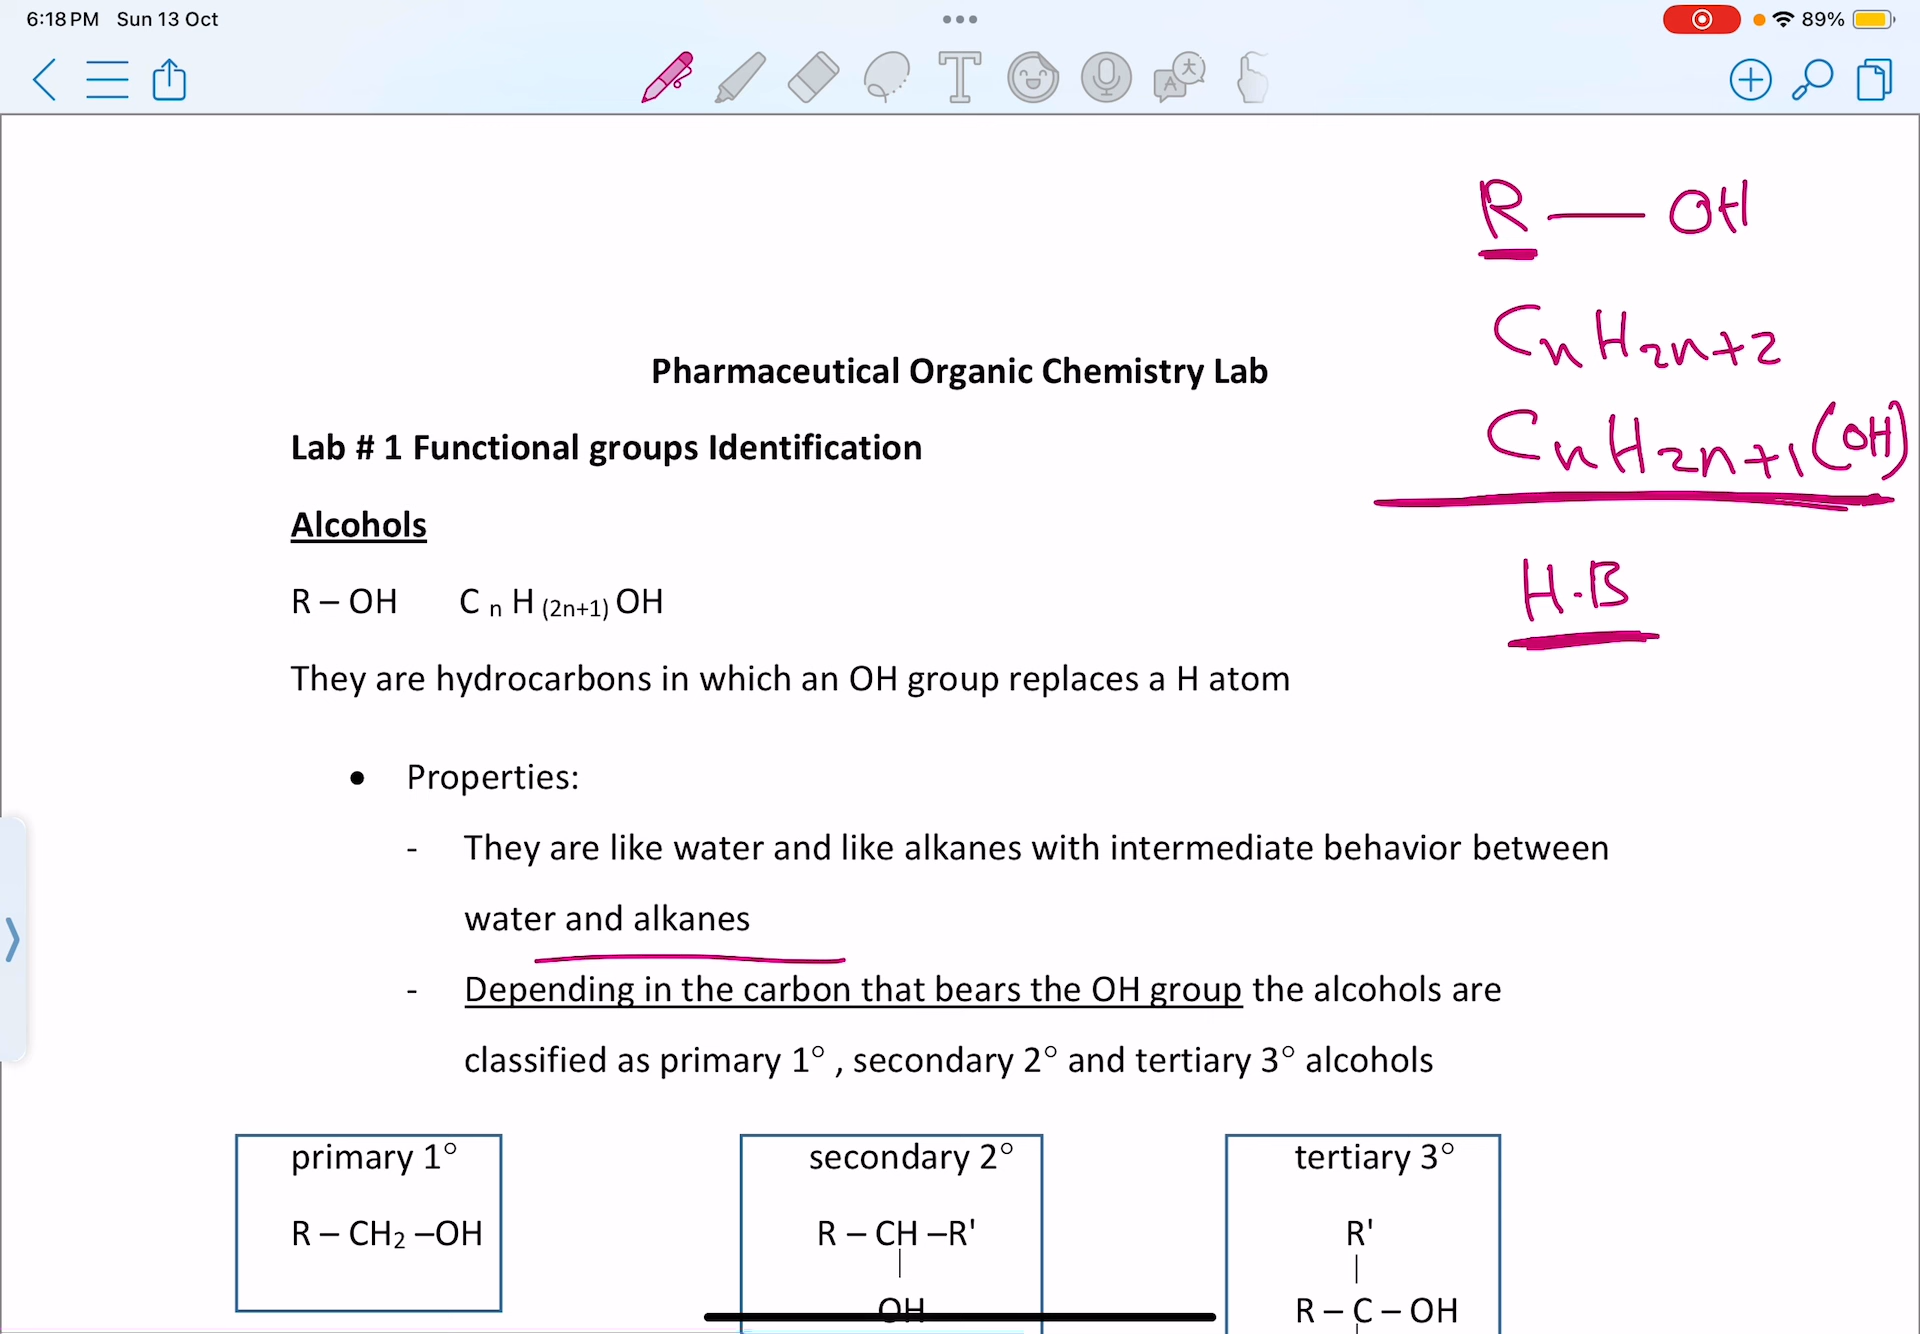 6:18 PM Sun 13 Oct
89%
R — OH
CnH2n+2
CnH2n+1(OH)
H.B
Pharmaceutical Organic Chemistry Lab
Lab # 1 Functional groups Identification
Alcohols
R – OH C n H (2n+1) OH
They are hydrocarbons in which an OH group replaces a H atom
• Properties:
- They are like water and like alkanes with intermediate behavior between
water and alkanes
- Depending in the carbon that bears the OH group the alcohols are
classified as primary 1° , secondary 2° and tertiary 3° alcohols
primary 1°
R – CH2 –OH
secondary 2°
R – CH –R'
|
OH
tertiary 3°
R'
|
R – C – OH